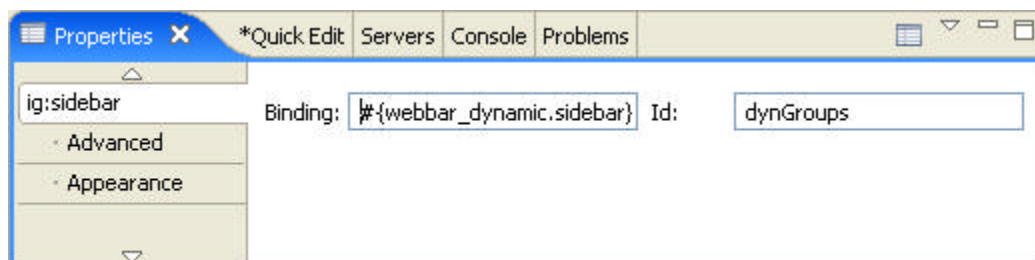 Properties *Quick Edit Servers Console Problems
ig:sidebar
Binding: #{webbar_dynamic.sidebar} Id: dynGroups
Advanced
Appearance